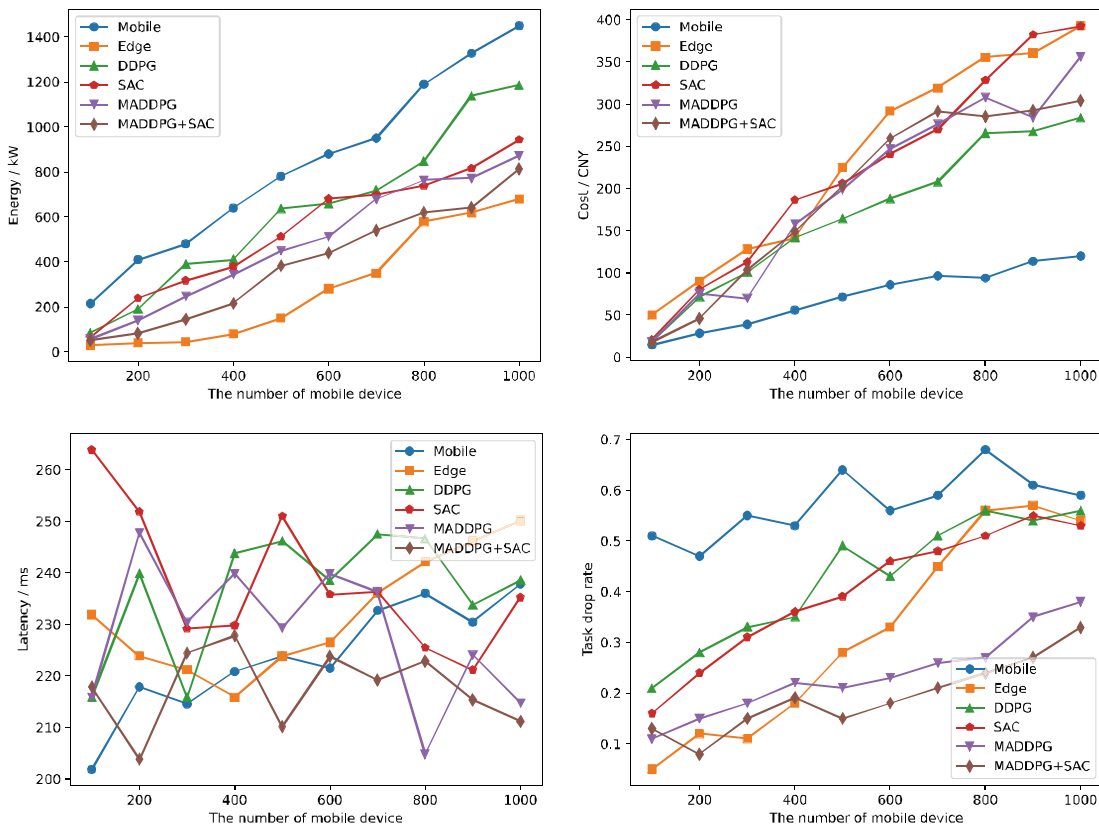 Energy / kW
1400
1200
1000
800
600
400
200
0
Mobile
Edge
DDPG
SAC
MADDPG
MADDPG+SAC
200 400 600 800 1000
The number of mobile device
CosL / CNY
400
350
300
250
200
150
100
50
0
Mobile
Edge
DDPG
SAC
MADDPG
MADDPG+SAC
200 400 600 800 1000
The number of mobile device
Latency / ms
260
250
240
230
220
210
200
Mobile
Edge
DDPG
SAC
MADDPG
MADDPG+SAC
200 400 600 800 1000
The number of mobile device
Task drop rate
0.7
0.6
0.5
0.4
0.3
0.2
0.1
Mobile
Edge
DDPG
SAC
MADDPG
MADDPG+SAC
200 400 600 800 1000
The number of mobile device